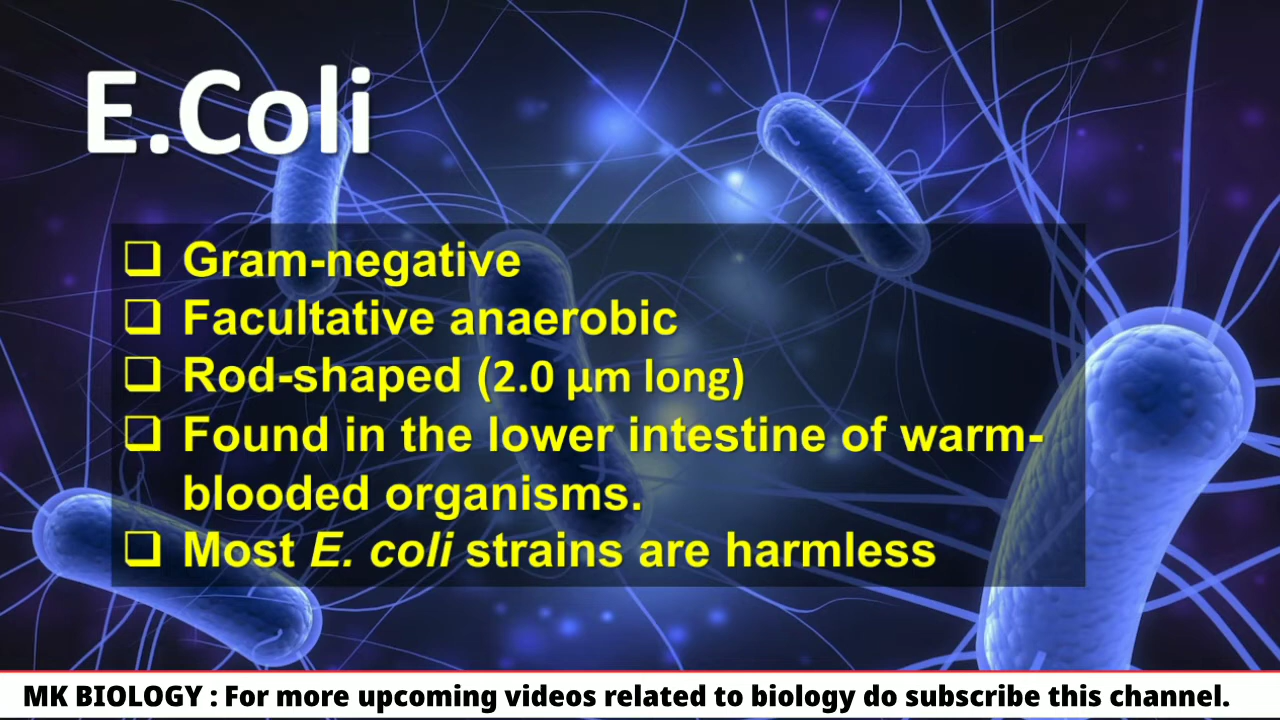 E.Coli
❑ Gram-negative
❑ Facultative anaerobic
❑ Rod-shaped (2.0 μm long)
❑ Found in the lower intestine of warm-
blooded organisms.
❑ Most E. coli strains are harmless
MK BIOLOGY : For more upcoming videos related to biology do subscribe this channel.